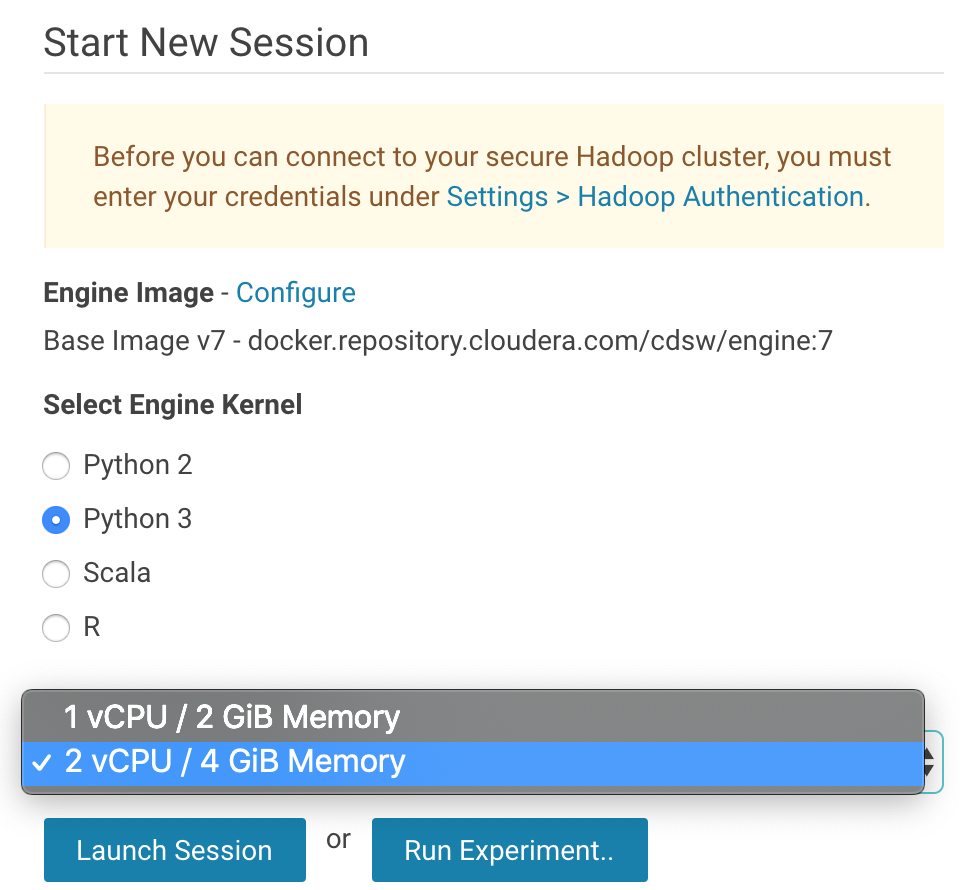 Start New Session
Before you can connect to your secure Hadoop cluster, you must
enter your credentials under Settings > Hadoop Authentication.
Engine Image - Configure
Base Image v7 - docker.repository.cloudera.com/cdsw/engine:7
Select Engine Kernel
Python 2
Python 3
Scala
R
1 vCPU / 2 GiB Memory
✓ 2 vCPU / 4 GiB Memory
Launch Session or Run Experiment..